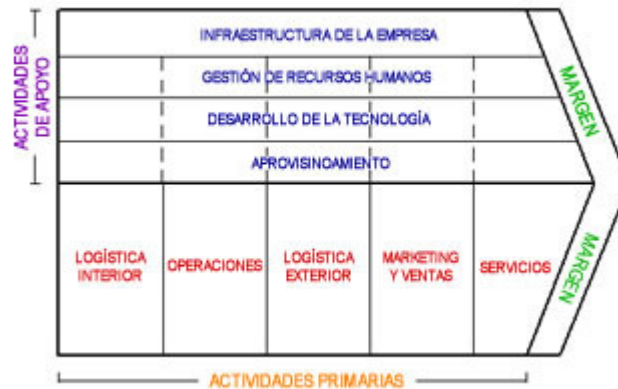 INFRAESTRUCTURA DE LA EMPRESA
GESTIÓN DE RECURSOS HUMANOS
DESARROLLO DE LA TECNOLOGÍA
APROVISINOAMIENTO
ACTIVIDADES
DE APOYO
MARGEN
LOGÍSTICA
INTERIOR
OPERACIONES
LOGÍSTICA
EXTERIOR
MARKETING
Y VENTAS
SERVICIOS
MARGEN
ACTIVIDADES PRIMARIAS